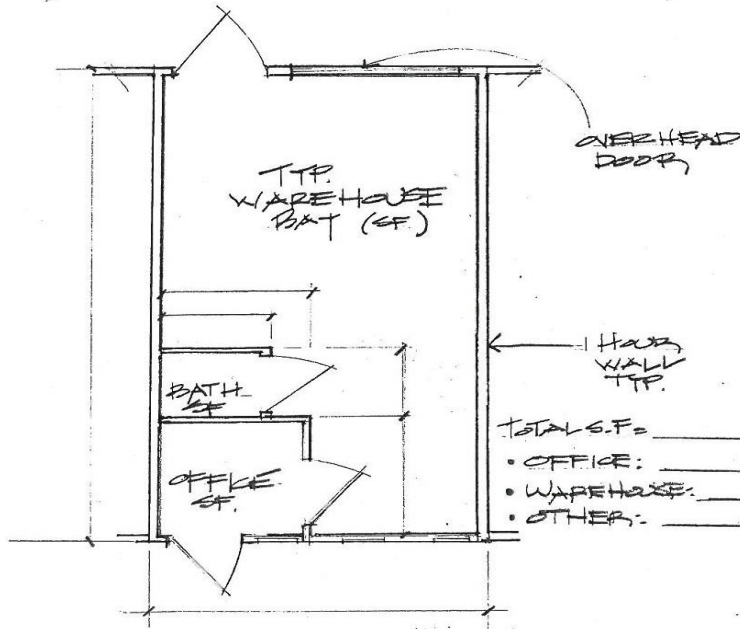 OVERHEAD
DOOR
TYP.
WAREHOUSE
BAY (SF.)
1 HOUR
WALL
TYP.
BATH
SF
OFFICE
SF.
TOTAL S.F=
• OFFICE:
• WAREHOUSE:
• OTHER: